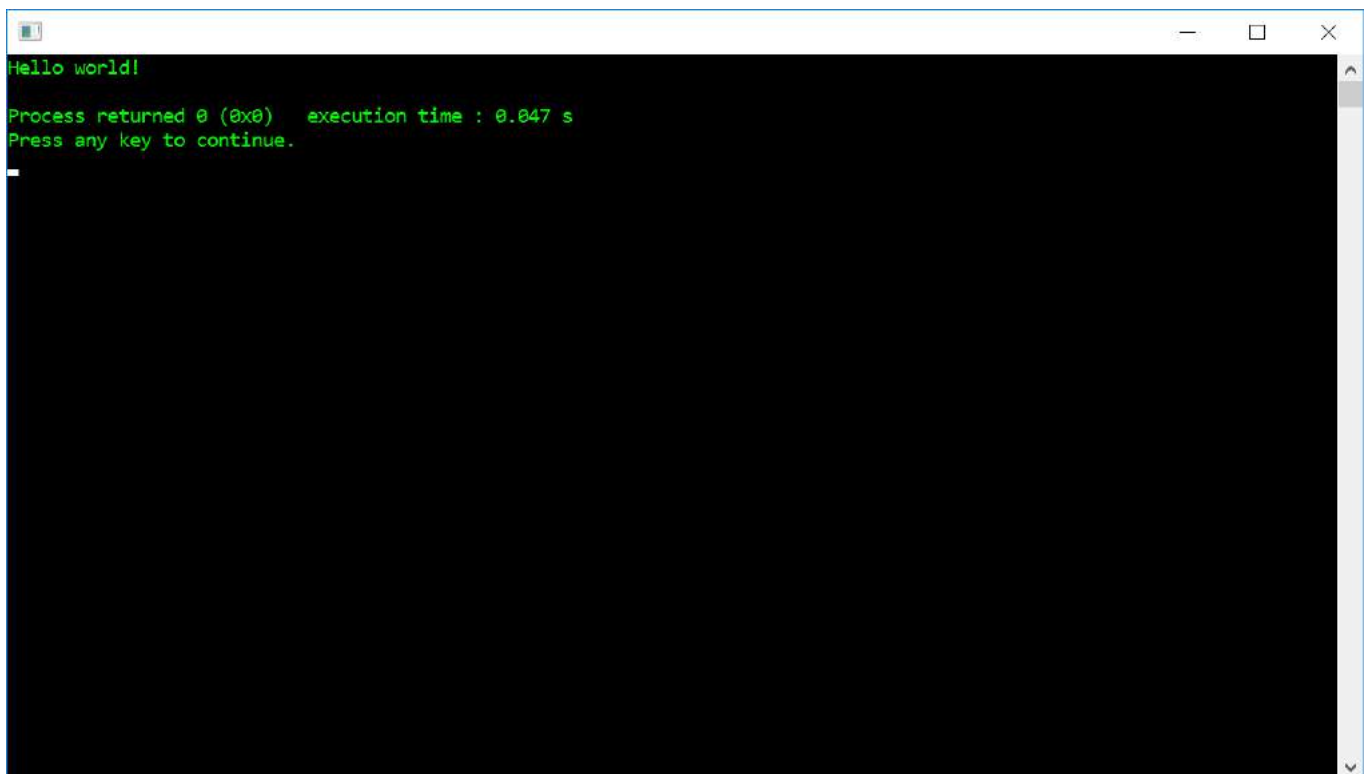 Hello world!
Process returned 0 (0x0)   execution time : 0.047 s
Press any key to continue.